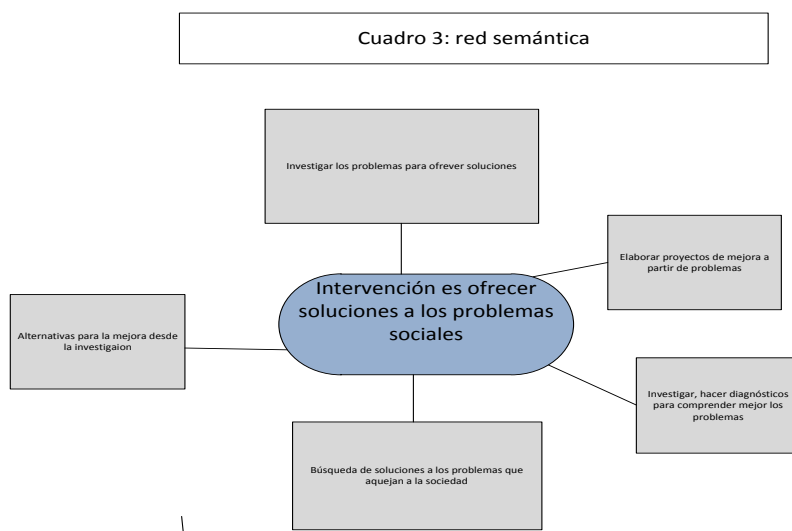 Cuadro 3: red semántica
Investigar los problemas para ofrever soluciones
Elaborar proyectos de mejora a
partir de problemas
Intervención es ofrecer
soluciones a los problemas
sociales
Alternativas para la mejora desde
la investigaion
Investigar, hacer diagnósticos
para comprender mejor los
problemas
Búsqueda de soluciones a los problemas que
aquejan a la sociedad